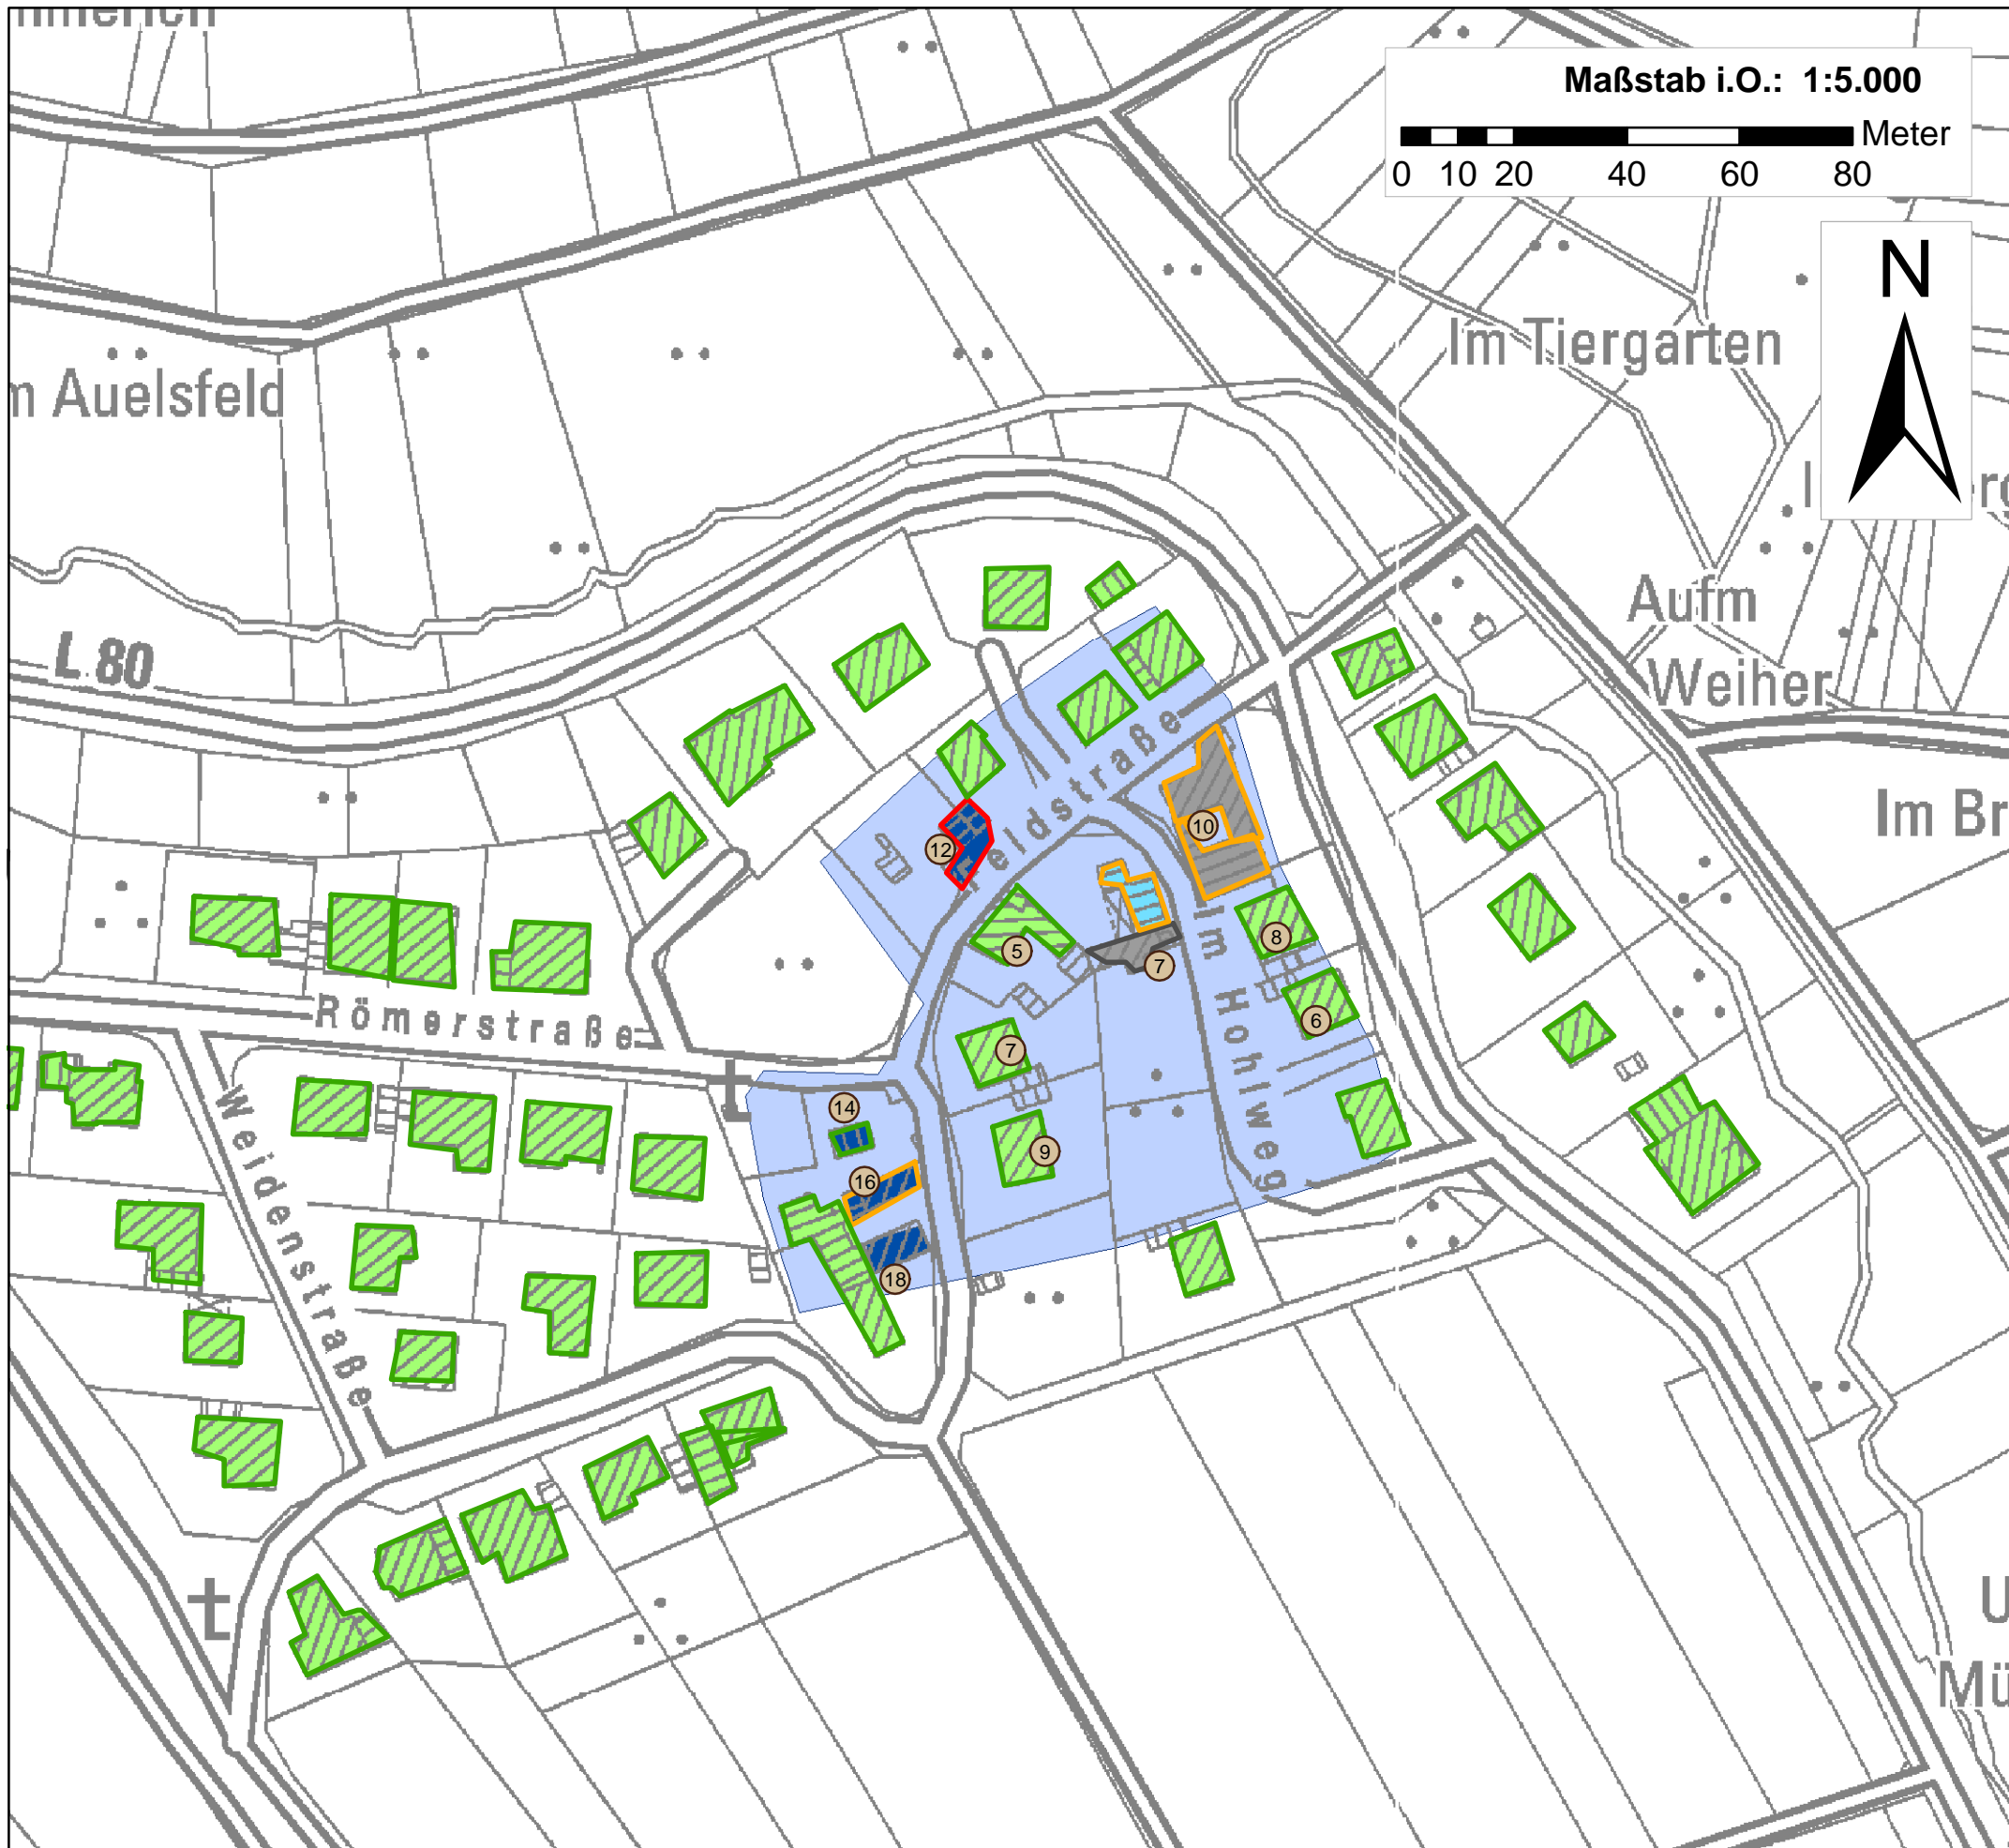 Maßstab i.O.: 1:5.000
Meter
0 10 20 40 60 80
N
Im Tiergarten
m Auelsfeld
Aufm
Weiher
L 80
Im Br
Feldstraße
Römerstraße
Weidenstraße
Im Hohlweg
12
10
5
7
8
6
7
9
14
16
18
U
Mü